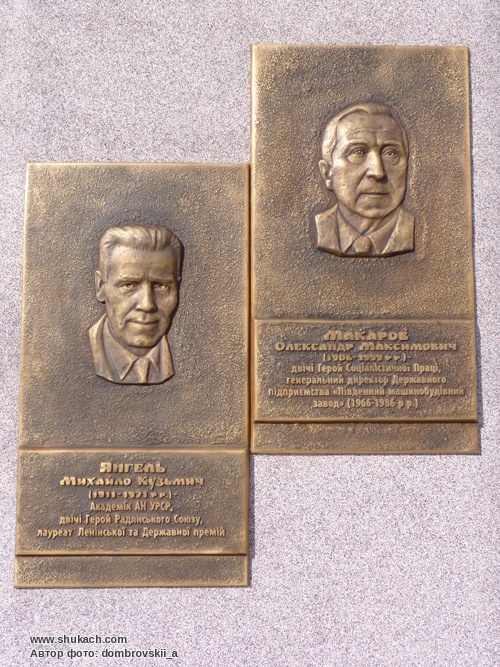 МАКАРОВ
ОЛЕКСАНДР МАКСИМОВИЧ
(1906-1999 р р.)-
двічі Герой Соціалістичної Праці,
генеральний директор Державного
підприємства «Південний машинобудівний
завод» (1966-1986 р р.)
ЯНГЕЛЬ
МИХАЙЛО КУЗЬМИЧ
(1911-1971 р р.)-
Академік АН УРСР,
двічі Герой Радянського Союзу,
лауреат Ленінської та Державної премій
www.shukach.com
Автор фото: dombrovskii_a